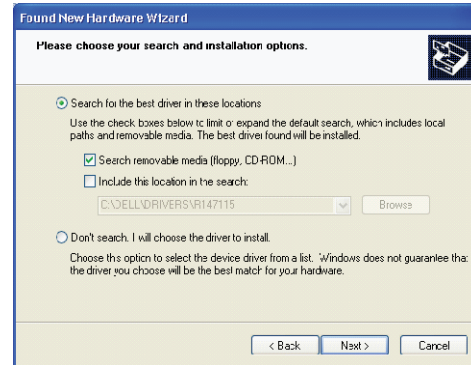 Found New Hardware Wizard
Please choose your search and installation options.
Search for the best driver in these locations
Use the check boxes below to limit or expand the default search, which includes local
paths and removable media. The best driver found will be installed.
Search removable media (floppy, CD-ROM...)
Include this location in the search:
C:\DELL\DRIVERS\R147115
Browse
Don't search. I will choose the driver to install.
Choose this option to select the device driver from a list. Windows does not guarantee that
the driver you choose will be the best match for your hardware.
< Back
Next >
Cancel